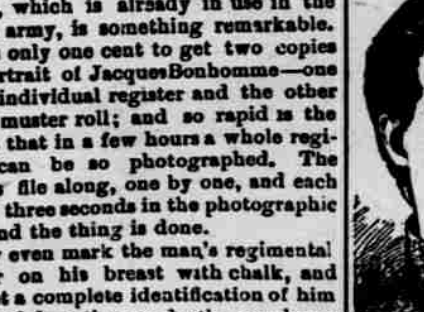 , which is already in use in the
army, is something remarkable.
only one cent to get two copies
rtrait of Jacques Bonhomme—one
individual register and the other
muster roll; and so rapid is the
that in a few hours a whole regi-
can be so photographed. The
file along, one by one, and each
three seconds in the photographic
nd the thing is done.
even mark the man's regimental
on his breast with chalk, and
t a complete identification of him